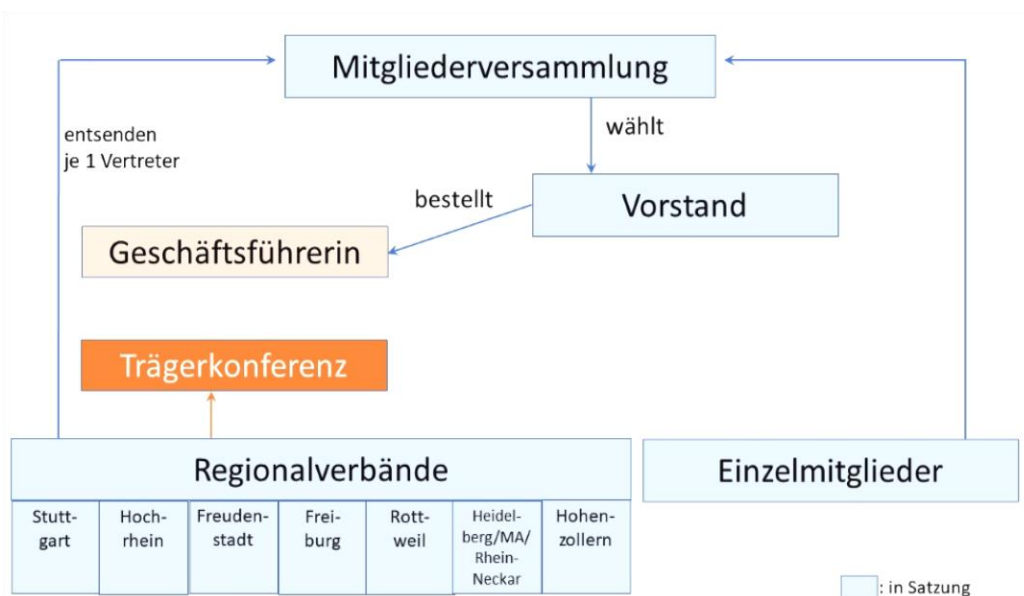 Mitgliederversammlung
entsenden
je 1 Vertreter
wählt
Vorstand
bestellt
Geschäftsführerin
Trägerkonferenz
Regionalverbände
Einzelmitglieder
Stutt-
gart
Hoch-
rhein
Freuden-
stadt
Frei-
burg
Rott-
weil
Heidel-
berg/MA/
Rhein-
Neckar
Hohen-
zollern
: in Satzung